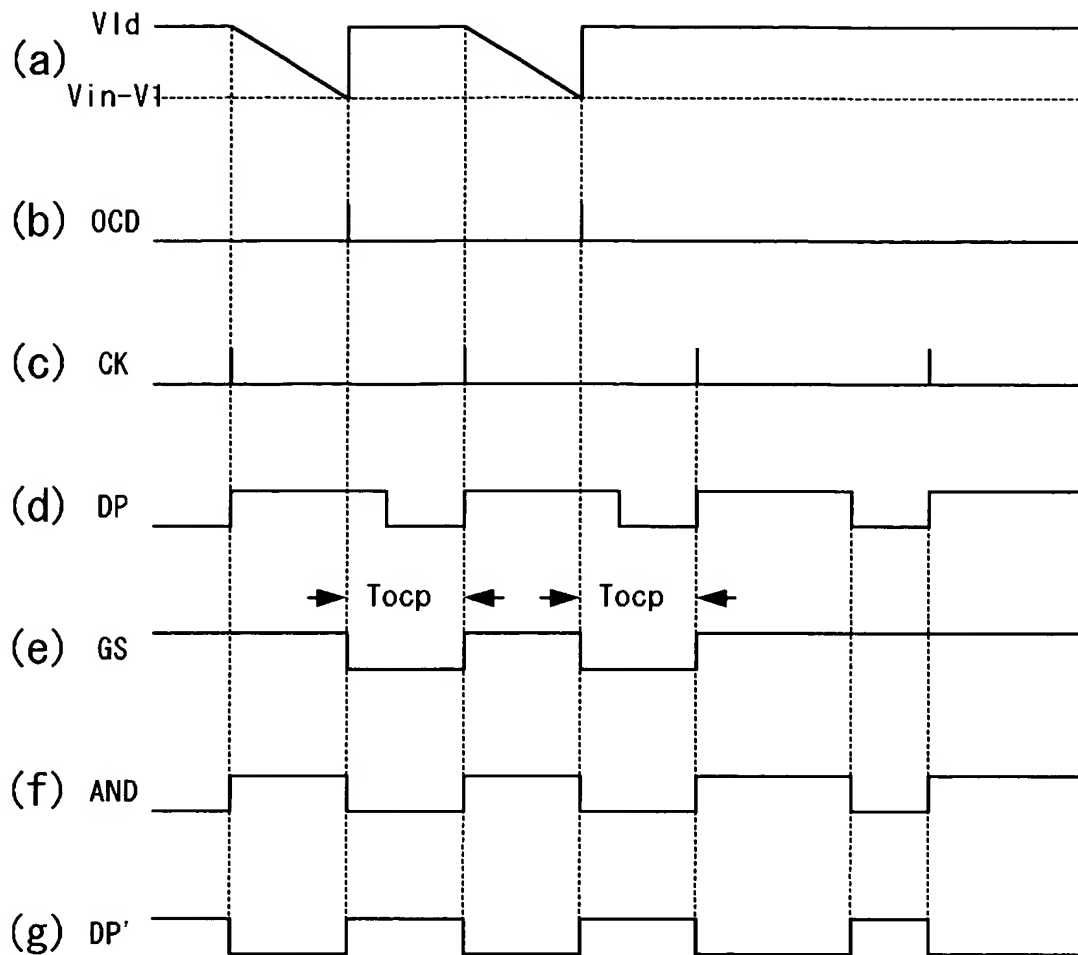 (a) Vld
Vin-V1
(b) OCD
(c) CK
(d) DP
Tocp Tocp
(e) GS
(f) AND
(g) DP'